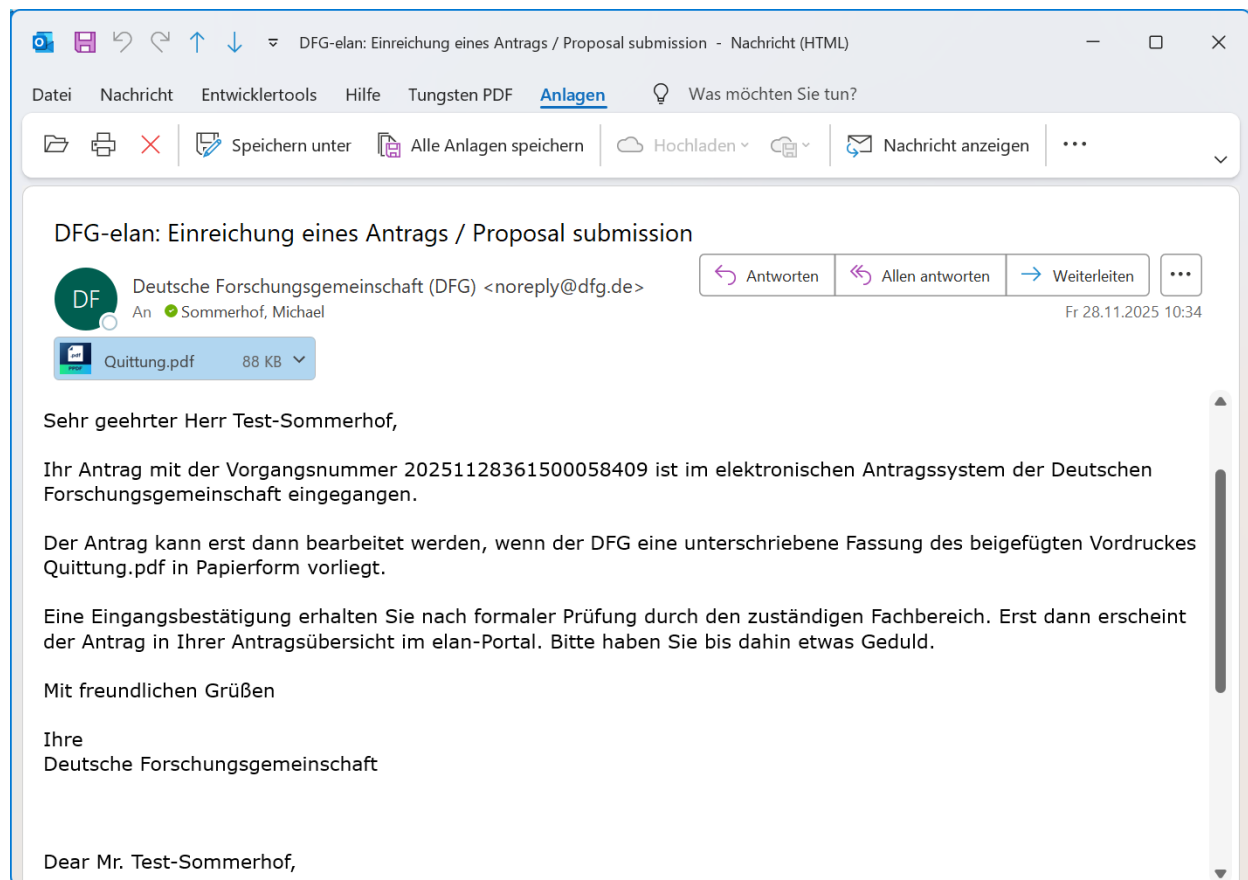 DFG-elan: Einreichung eines Antrags / Proposal submission - Nachricht (HTML)
Datei Nachricht Entwicklertools Hilfe Tungsten PDF Anlagen Was möchten Sie tun?
Speichern unter Alle Anlagen speichern Hochladen Nachricht anzeigen
DFG-elan: Einreichung eines Antrags / Proposal submission
DF
Deutsche Forschungsgemeinschaft (DFG) <noreply@dfg.de>
An Sommerhof, Michael
Antworten Allen antworten Weiterleiten
Fr 28.11.2025 10:34
pdf
PPDF
Quittung.pdf 88 KB
Sehr geehrter Herr Test-Sommerhof,
Ihr Antrag mit der Vorgangsnummer 20251128361500058409 ist im elektronischen Antragssystem der Deutschen
Forschungsgemeinschaft eingegangen.
Der Antrag kann erst dann bearbeitet werden, wenn der DFG eine unterschriebene Fassung des beigefügten Vordruckes
Quittung.pdf in Papierform vorliegt.
Eine Eingangsbestätigung erhalten Sie nach formaler Prüfung durch den zuständigen Fachbereich. Erst dann erscheint
der Antrag in Ihrer Antragsübersicht im elan-Portal. Bitte haben Sie bis dahin etwas Geduld.
Mit freundlichen Grüßen
Ihre
Deutsche Forschungsgemeinschaft
Dear Mr. Test-Sommerhof,